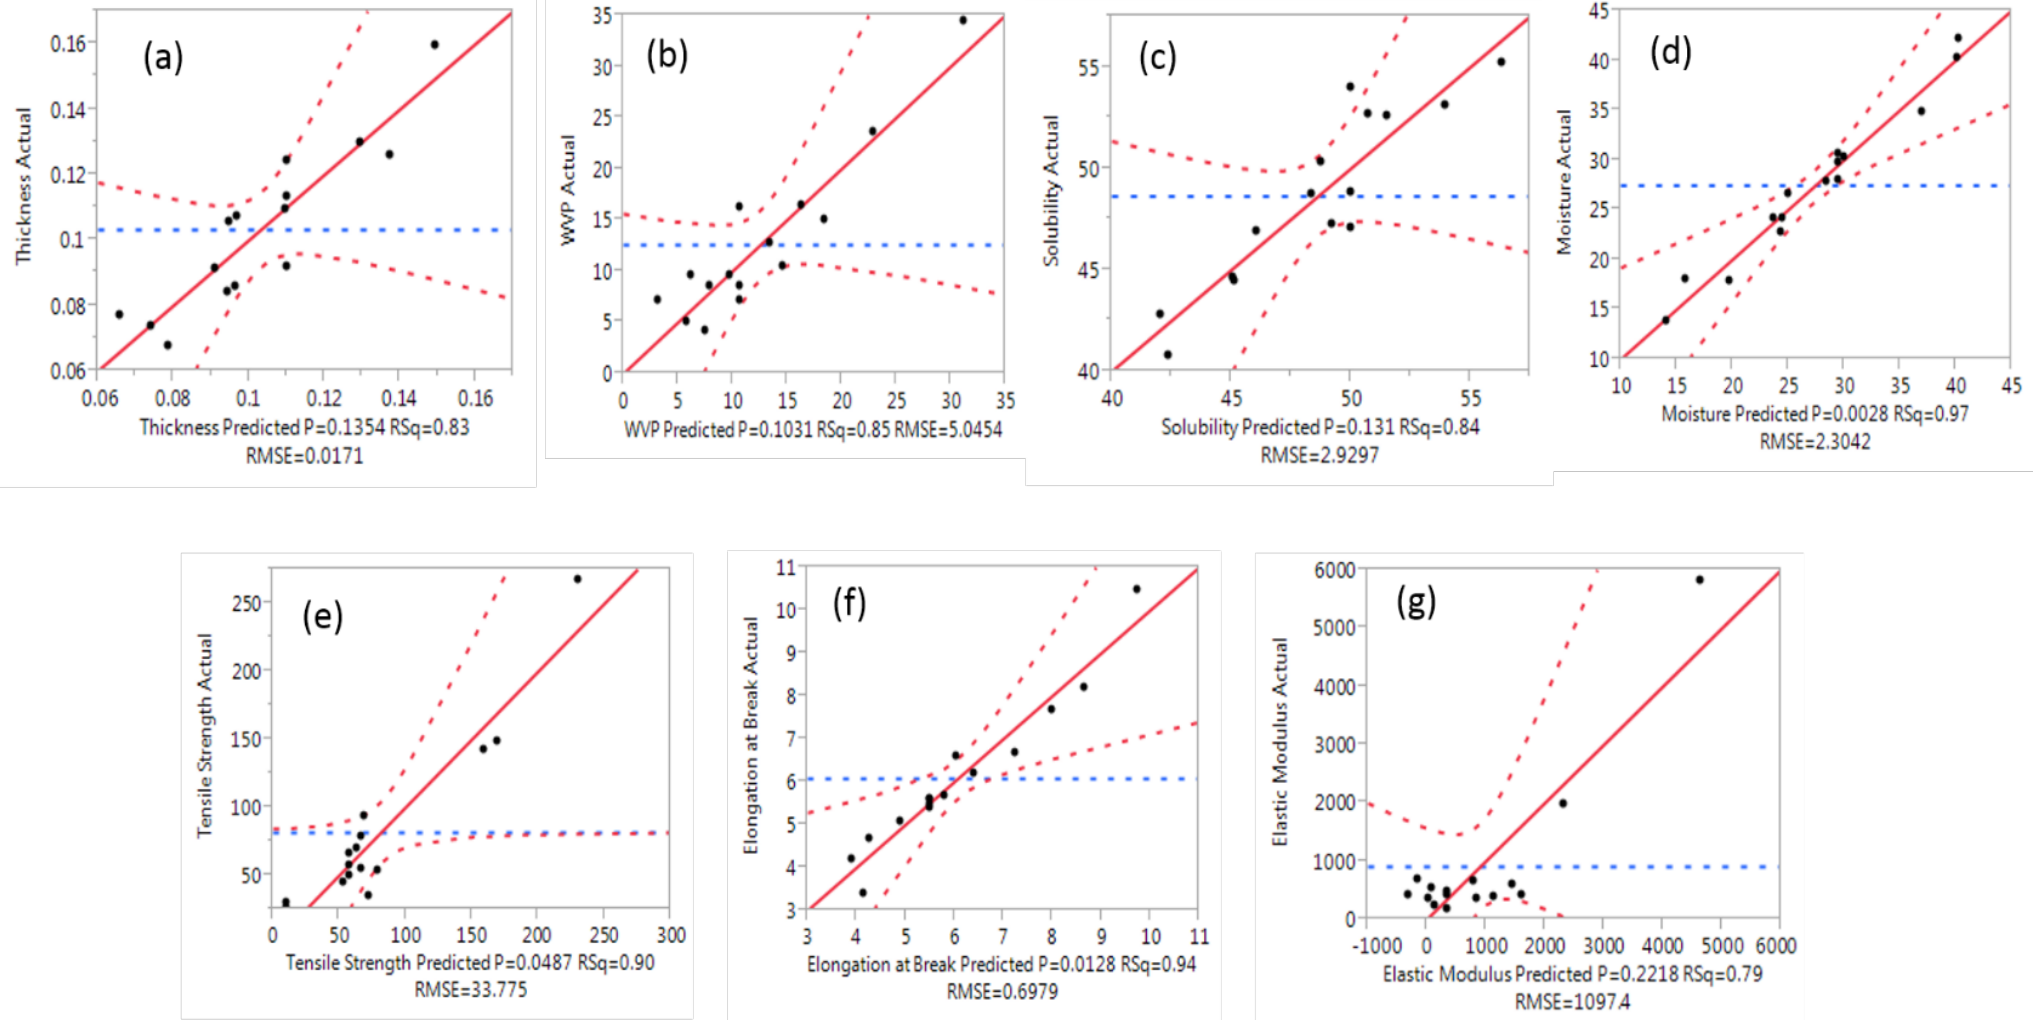 (a)
Thickness Actual
0.16
0.14
0.12
0.1
0.08
0.06
0.06 0.08 0.1 0.12 0.14 0.16
Thickness Predicted P=0.1354 RSq=0.83
RMSE=0.0171
(b)
WVP Actual
35
30
25
20
15
10
5
0
0 5 10 15 20 25 30 35
WVP Predicted P=0.1031 RSq=0.85 RMSE=5.0454
(c)
Solubility Actual
55
50
45
40
40 45 50 55
Solubility Predicted P=0.131 RSq=0.84
RMSE=2.9297
(d)
Moisture Actual
45
40
35
30
25
20
15
10
10 15 20 25 30 35 40 45
Moisture Predicted P=0.0028 RSq=0.97
RMSE=2.3042
(e)
Tensile Strength Actual
250
200
150
100
50
0 50 100 150 200 250 300
Tensile Strength Predicted P=0.0487 RSq=0.90
RMSE=33.775
(f)
Elongation at Break Actual
11
10
9
8
7
6
5
4
3
3 4 5 6 7 8 9 10 11
Elongation at Break Predicted P=0.0128 RSq=0.94
RMSE=0.6979
(g)
Elastic Modulus Actual
6000
5000
4000
3000
2000
1000
0
-1000 0 1000 2000 3000 4000 5000 6000
Elastic Modulus Predicted P=0.2218 RSq=0.79
RMSE=1097.4